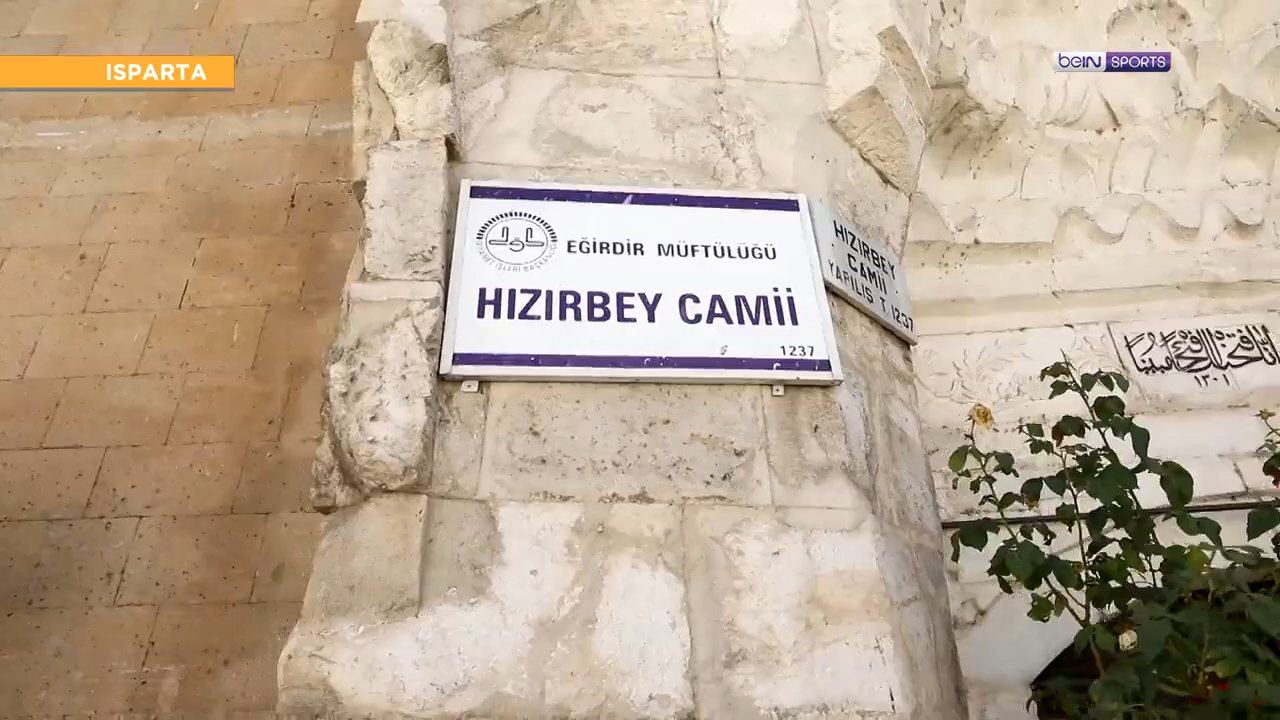 ISPARTA
beIN SPORTS
EĞİRDİR MÜFTÜLÜĞÜ
HIZIRBEY CAMİİ
1237
HIZIRBEY
CAMİİ
YAPILIŞ T. 1237
١٣٠١